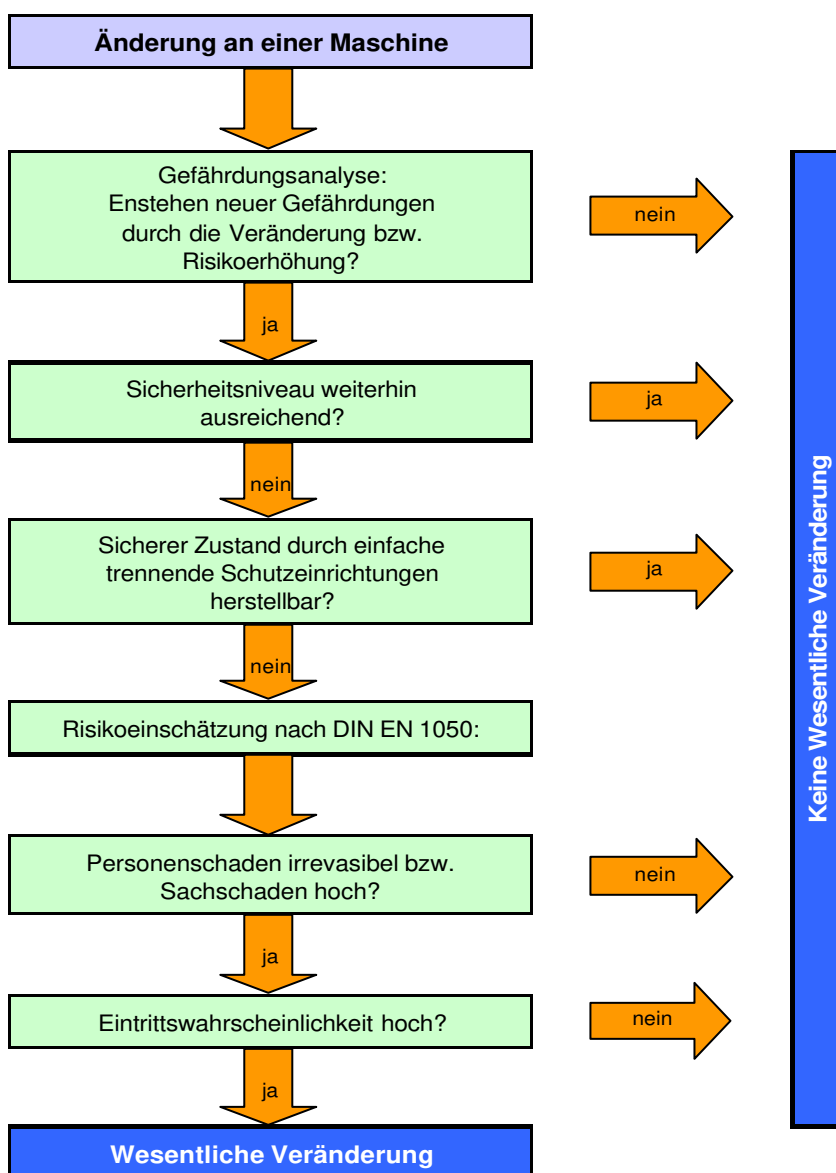 Änderung an einer Maschine
Gefährdungsanalyse:
Enstehen neuer Gefährdungen
durch die Veränderung bzw.
Risikoerhöhung?
nein
ja
Sicherheitsniveau weiterhin
ausreichend?
ja
nein
Sicherer Zustand durch einfache
trennende Schutzeinrichtungen
herstellbar?
ja
nein
Risikoeinschätzung nach DIN EN 1050:
Personenschaden irrevasibel bzw.
Sachschaden hoch?
nein
ja
Eintrittswahrscheinlichkeit hoch?
nein
ja
Wesentliche Veränderung
Keine Wesentliche Veränderung